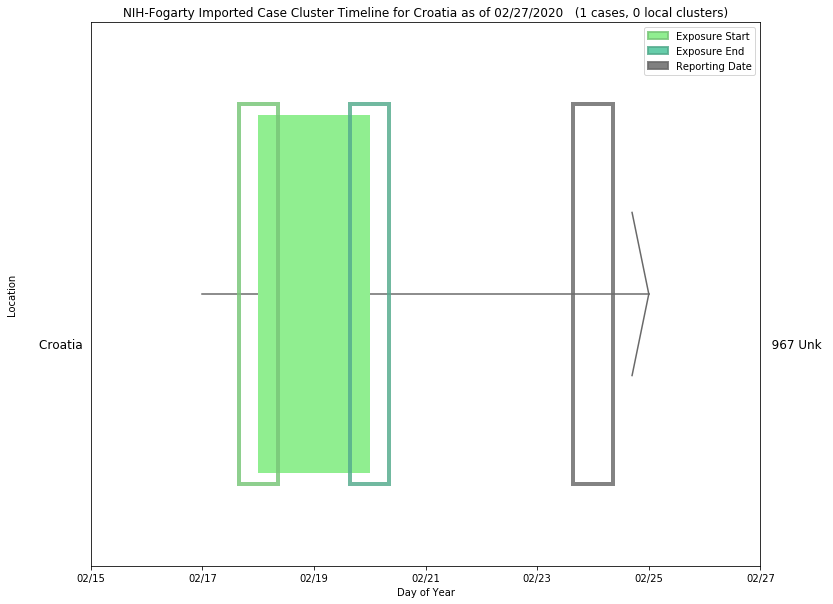 NIH-Fogarty Imported Case Cluster Timeline for Croatia as of 02/27/2020   (1 cases, 0 local clusters)
Exposure Start
Exposure End
Reporting Date
Location
Croatia
967 Unk
02/15 02/17 02/19 02/21 02/23 02/25 02/27
Day of Year